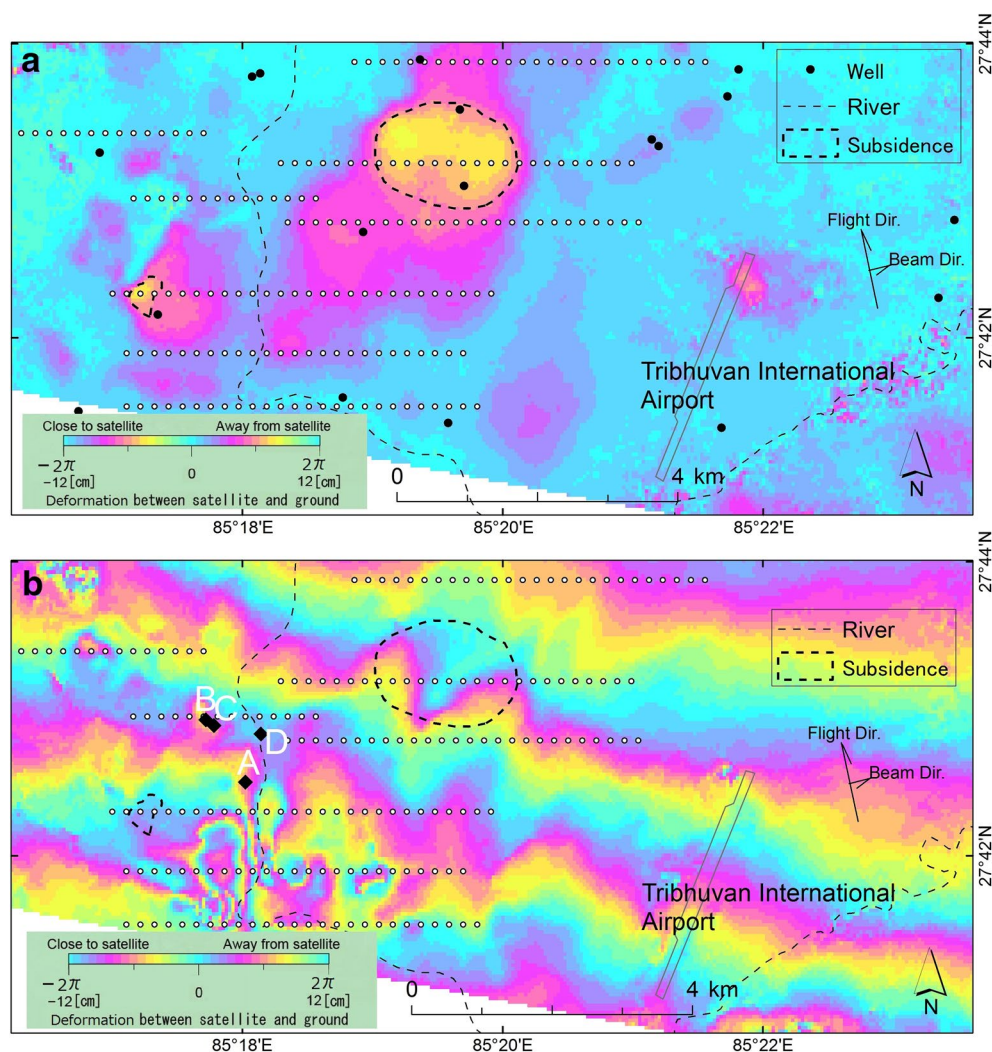 a
27°44'N
Well
River
Subsidence
Flight Dir.
Beam Dir.
27°42'N
Tribhuvan International
Airport
Close to satellite Away from satellite
−2π 0 2π
-12[cm] 12[cm]
Deformation between satellite and ground
0 4 km
N
85°18'E 85°20'E 85°22'E
b
27°44'N
River
Subsidence
B C
D
A
Flight Dir.
Beam Dir.
27°42'N
Tribhuvan International
Airport
Close to satellite Away from satellite
−2π 0 2π
-12[cm] 12[cm]
Deformation between satellite and ground
0 4 km
N
85°18'E 85°20'E 85°22'E